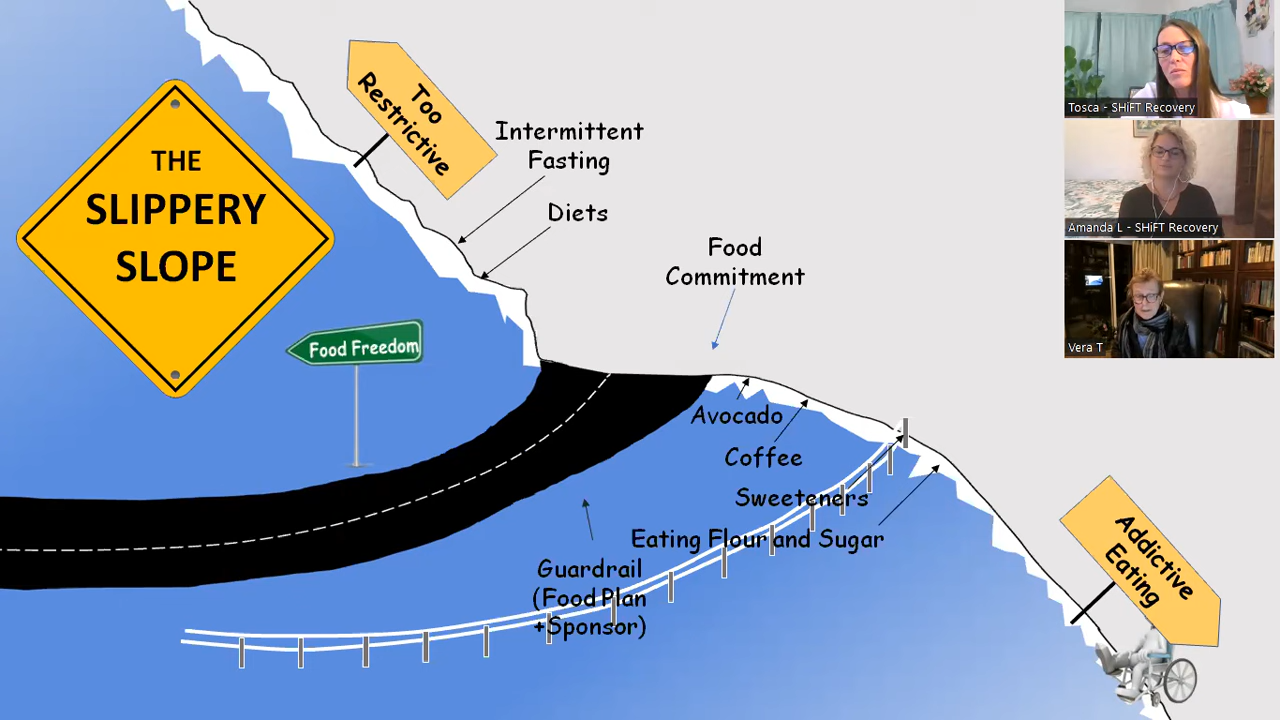 THE
SLIPPERY
SLOPE
Too
Restrictive
Intermittent
Fasting
Diets
Food
Commitment
Food Freedom
Avocado
Coffee
Sweeteners
Eating Flour and Sugar
Guardrail
(Food Plan
+Sponsor)
Addictive
Eating
Tosca - SHiFT Recovery
Amanda L - SHiFT Recovery
Vera T